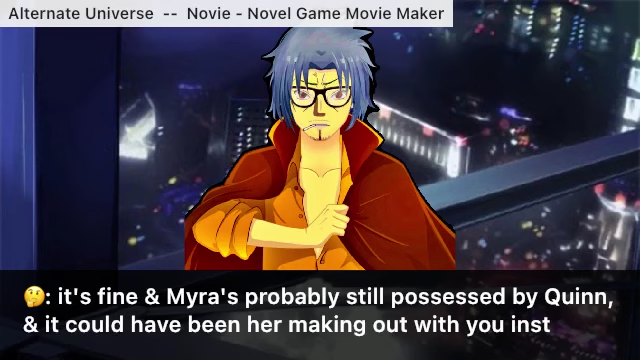 Alternate Universe -- Novie - Novel Game Movie Maker
🤔: it's fine & Myra's probably still possessed by Quinn,
& it could have been her making out with you inst